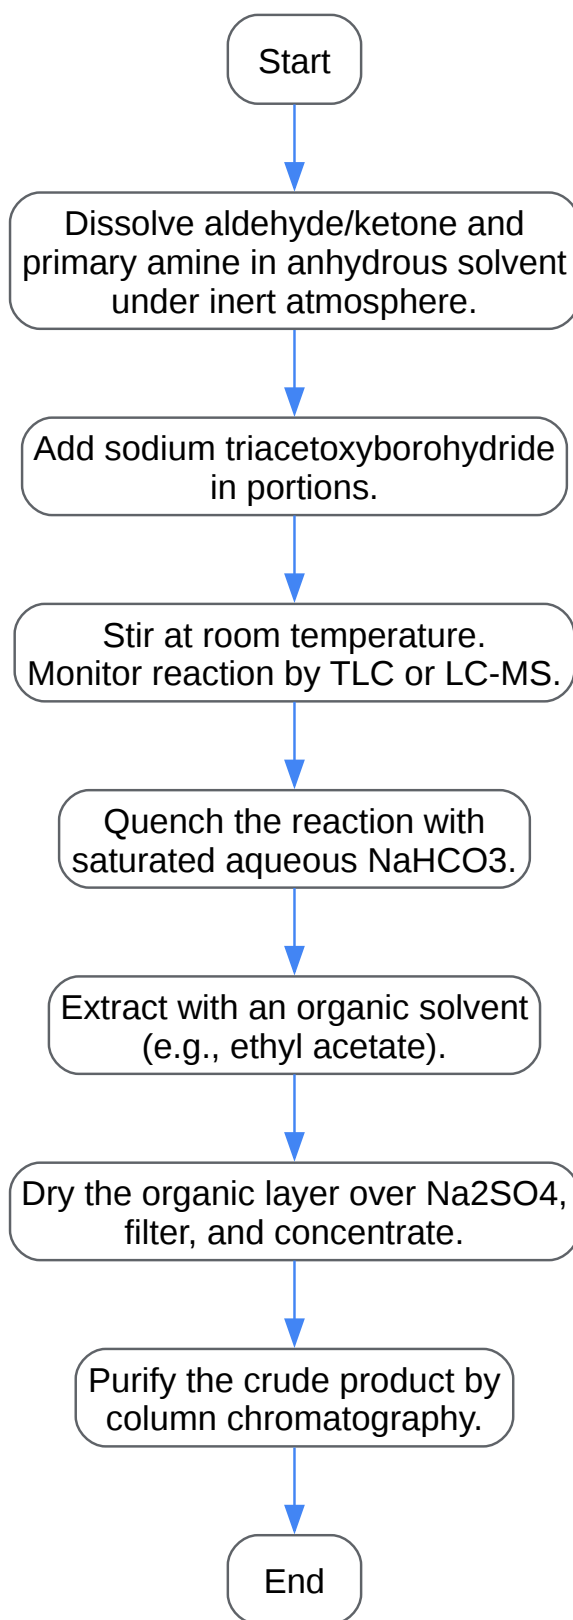 Start
Dissolve aldehyde/ketone and
primary amine in anhydrous solvent
under inert atmosphere.
Add sodium triacetoxyborohydride
in portions.
Stir at room temperature.
Monitor reaction by TLC or LC-MS.
Quench the reaction with
saturated aqueous NaHCO3.
Extract with an organic solvent
(e.g., ethyl acetate).
Dry the organic layer over Na2SO4,
filter, and concentrate.
Purify the crude product by
column chromatography.
End